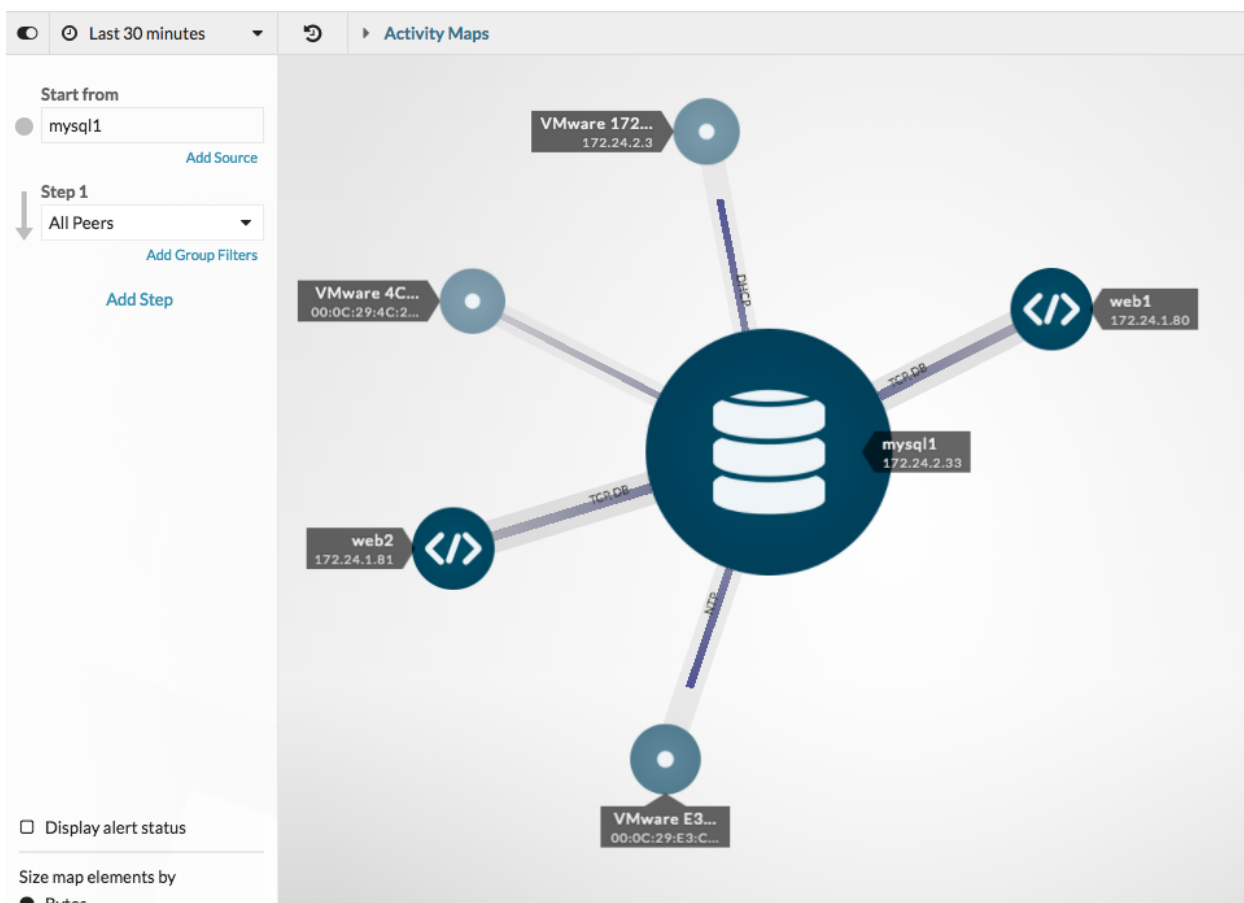 Last 30 minutes
Activity Maps
Start from
mysql1
Add Source
Step 1
All Peers
Add Group Filters
Add Step
VMware 172...
172.24.2.3
DHCP
VMware 4C...
00:0C:29:4C:2...
web1
172.24.1.80
TCP:DB
mysql1
172.24.2.33
TCP:DB
web2
172.24.1.81
NTP
VMware E3...
00:0C:29:E3:C...
Display alert status
Size map elements by
Bytes